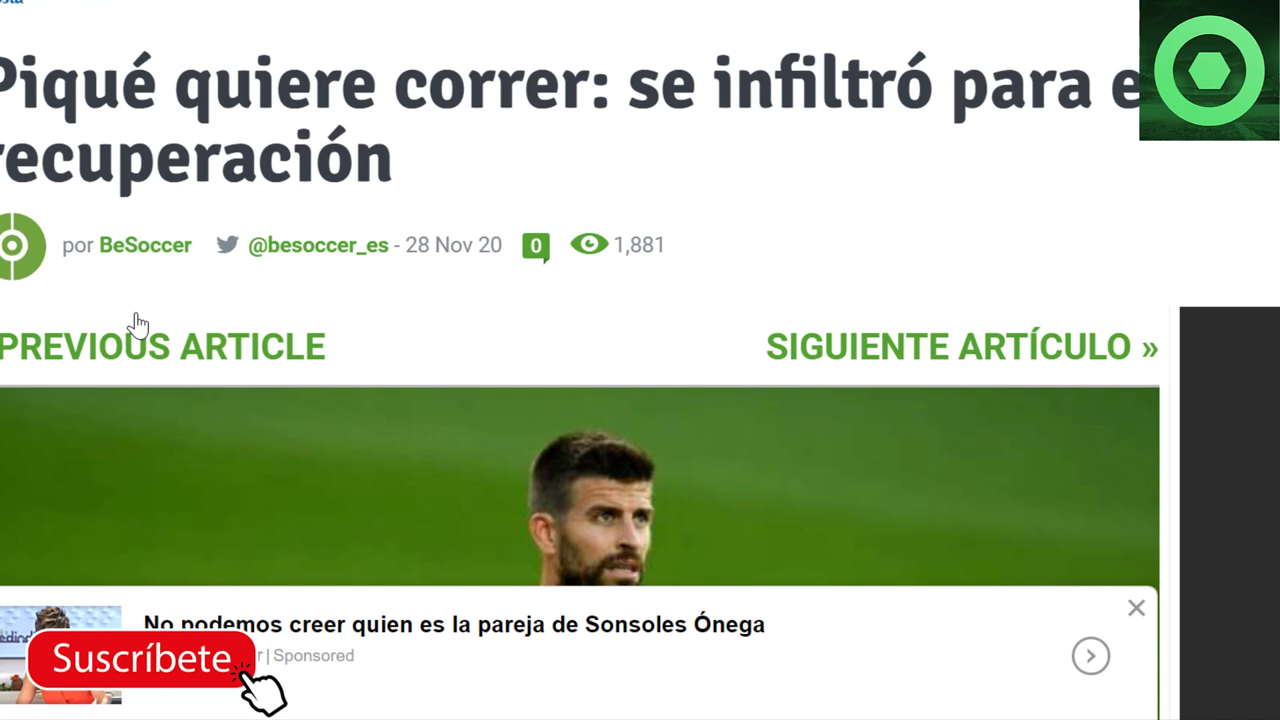 Piqué quiere correr: se infiltró para e
recuperación
por BeSoccer @besoccer_es - 28 Nov 20 0 1,881
PREVIOUS ARTICLE
SIGUIENTE ARTÍCULO »
No podemos creer quien es la pareja de Sonsoles Ónega
r | Sponsored
Suscríbete